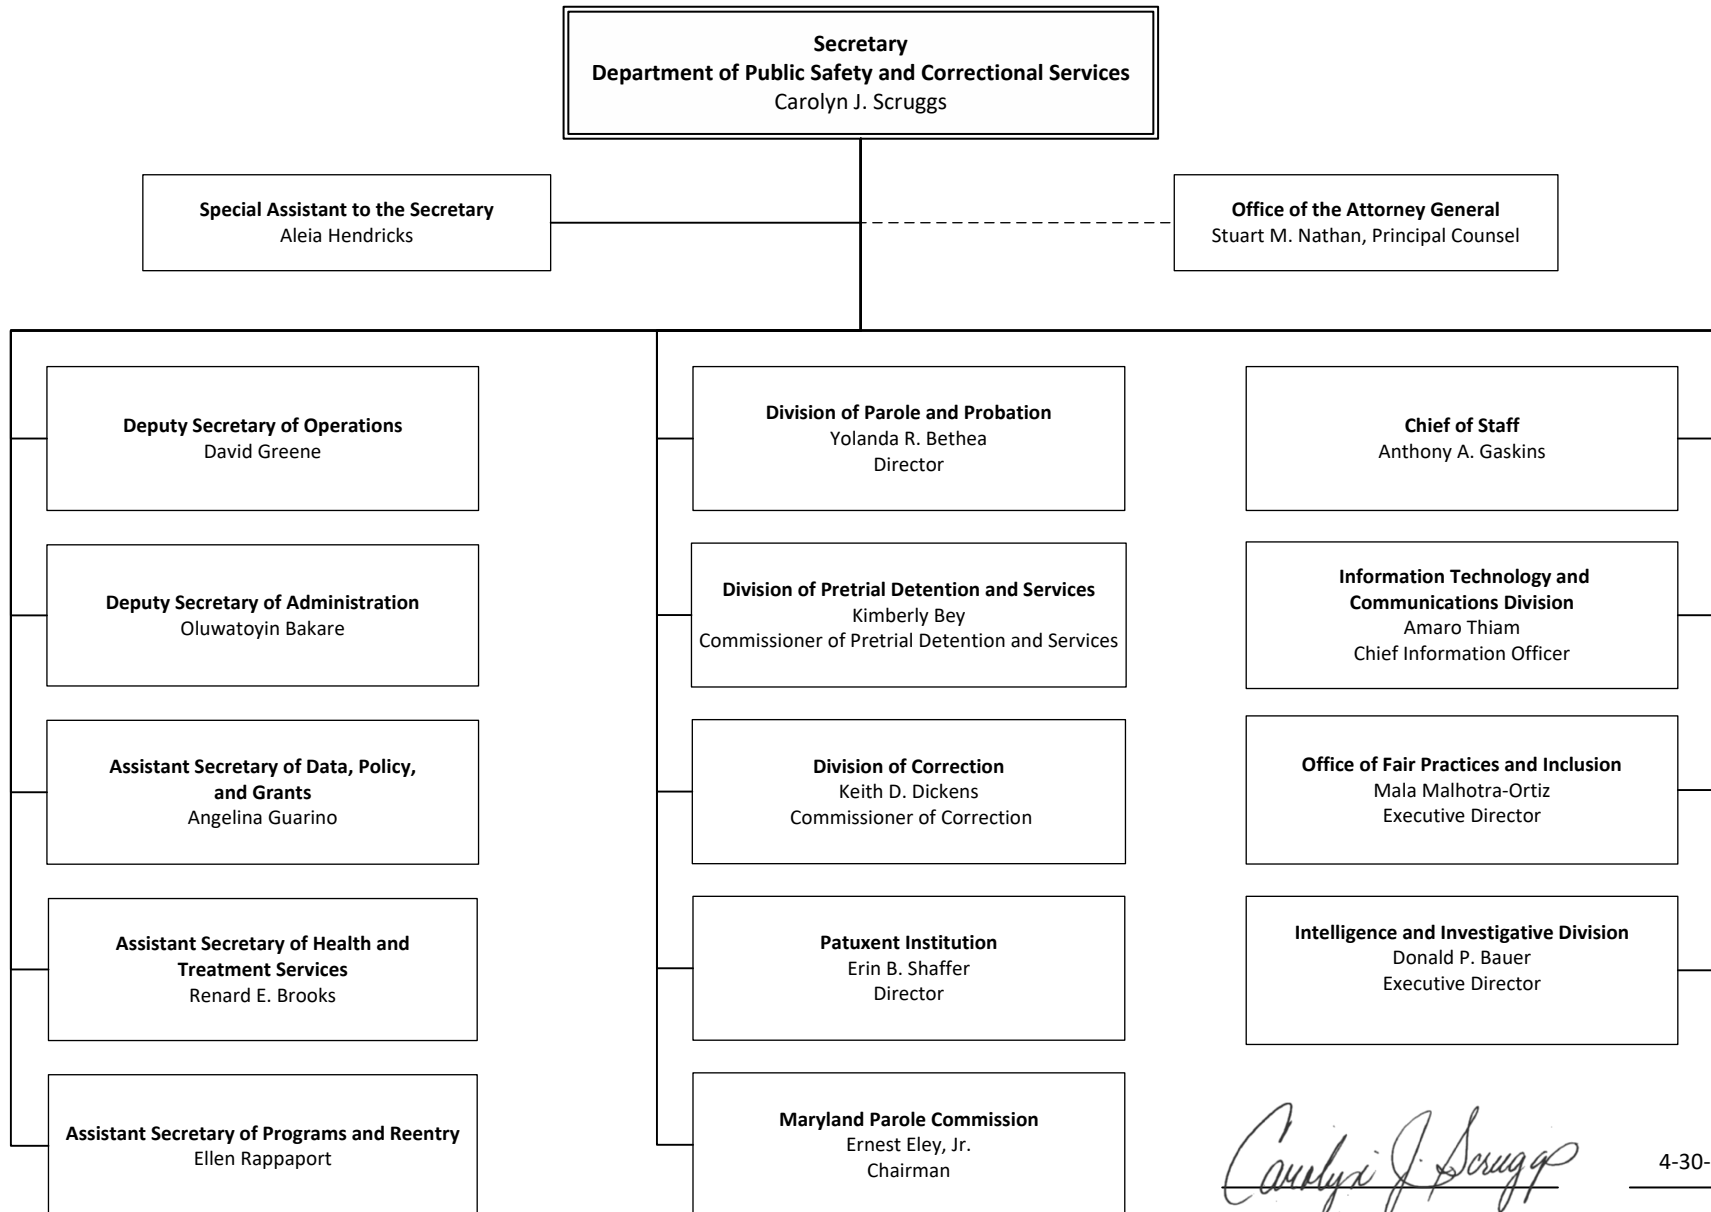 Secretary
Department of Public Safety and Correctional Services
Carolyn J. Scruggs
Special Assistant to the Secretary
Aleia Hendricks
Office of the Attorney General
Stuart M. Nathan, Principal Counsel
Deputy Secretary of Operations
David Greene
Deputy Secretary of Administration
Oluwatoyin Bakare
Assistant Secretary of Data, Policy,
and Grants
Angelina Guarino
Assistant Secretary of Health and
Treatment Services
Renard E. Brooks
Assistant Secretary of Programs and Reentry
Ellen Rappaport
Division of Parole and Probation
Yolanda R. Bethea
Director
Division of Pretrial Detention and Services
Kimberly Bey
Commissioner of Pretrial Detention and Services
Division of Correction
Keith D. Dickens
Commissioner of Correction
Patuxent Institution
Erin B. Shaffer
Director
Maryland Parole Commission
Ernest Eley, Jr.
Chairman
Chief of Staff
Anthony A. Gaskins
Information Technology and
Communications Division
Amaro Thiam
Chief Information Officer
Office of Fair Practices and Inclusion
Mala Malhotra-Ortiz
Executive Director
Intelligence and Investigative Division
Donald P. Bauer
Executive Director
Carolyn J. Scruggs
4-30-